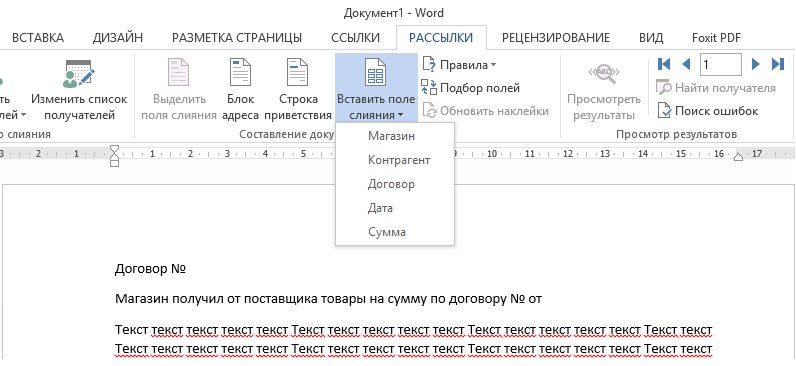 Документ1 - Word
ВСТАВКА ДИЗАЙН РАЗМЕТКА СТРАНИЦЫ ССЫЛКИ РАССЫЛКИ РЕЦЕНЗИРОВАНИЕ ВИД Foxit PDF
ть
лей
Изменить список
получателей
Выделить
поля слияния
Блок
адреса
Строка
приветствия
Вставить поле
слияния
Правила
Подбор полей
Обновить наклейки
ABC
Просмотреть
результаты
1
Найти получателя
Поиск ошибок
о слияния Составление доку Просмотр результатов
Магазин
Контрагент
Договор
Дата
Сумма
3 2 1 1 2 3 4 5 6 9 10 11 12 13 14 15 16 17
Договор №
Магазин получил от поставщика товары на сумму по договору № от
Текст текст текст текст текст Текст текст текст текст текст Текст текст текст текст текст Текст текст
Текст текст текст текст текст Текст текст текст текст текст Текст текст текст текст текст Текст текст